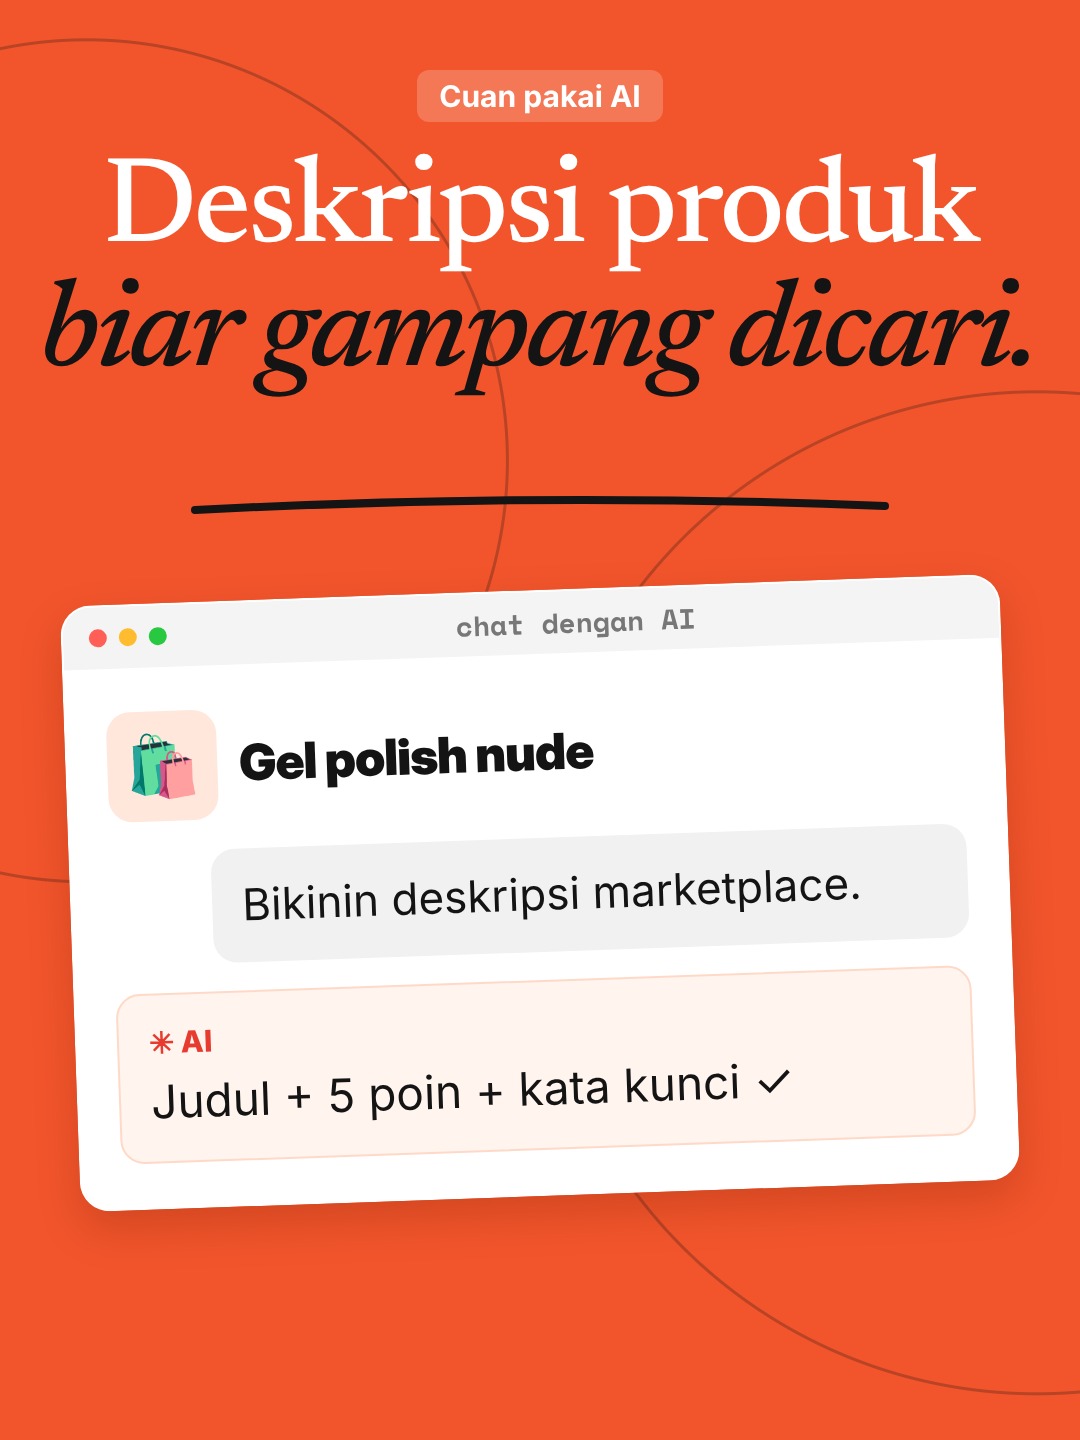 Cuan pakai AI
Deskripsi produk
biar gampang dicari.
chat dengan AI
Gel polish nude
Bikinin deskripsi marketplace.
✳ AI
Judul + 5 poin + kata kunci ✓